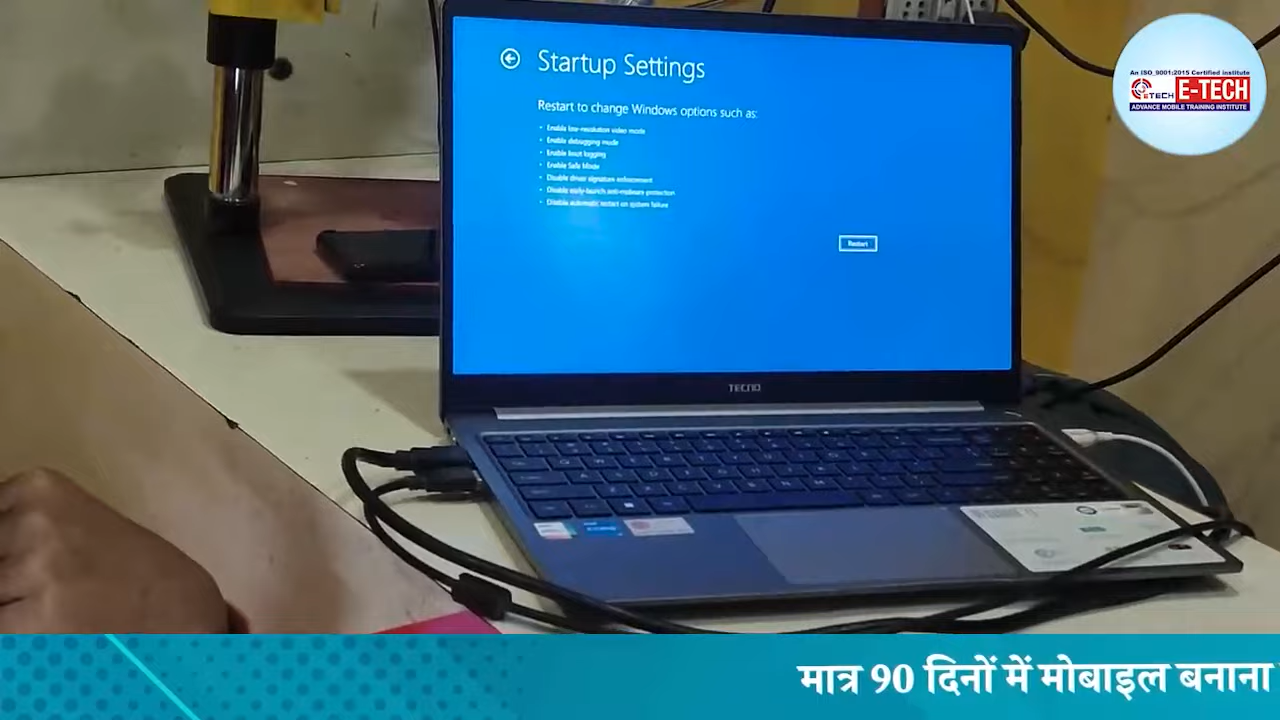 Startup Settings
Restart to change Windows options such as:
Enable low-resolution video mode
Enable debugging mode
Enable boot logging
Enable Safe Mode
Disable driver signature enforcement
Disable early-launch anti-malware protection
Disable automatic restart on system failure
Restart
TECNO
An ISO 9001:2015 Certified institute
eTECH E-TECH
ADVANCE MOBILE TRAINING INSTITUTE
मात्र 90 दिनों में मोबाइल बनाना